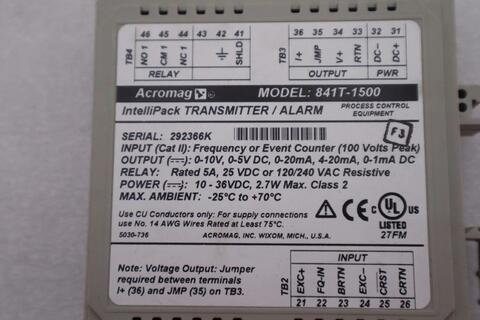 46 45 44 43 42 41 36 35 34 33 32 31
TB4 NO 1 CM 1 NC 1 SHLD TB3 I+ JMP V+ RTN DC- DC+
RELAY OUTPUT PWR
Acromag MODEL: 841T-1500
IntelliPack TRANSMITTER / ALARM PROCESS CONTROL
EQUIPMENT
F3
SERIAL: 292366K
INPUT (Cat II): Frequency or Event Counter (100 Volts Peak)
OUTPUT (⎓): 0-10V, 0-5V DC, 0-20mA, 4-20mA, 0-1mA DC
RELAY: Rated 5A, 25 VDC or 120/240 VAC Resistive
POWER (⎓): 10 - 36VDC, 2.7W Max. Class 2
MAX. AMBIENT: -25°C to +70°C
Use CU Conductors only: For supply connections
use No. 14 AWG Wires Rated at Least 75°C.
5030-736 ACROMAG, INC. WIXOM, MICH., U.S.A.
CE C UL US
LISTED
27FM
Note: Voltage Output: Jumper
required between terminals
I+ (36) and JMP (35) on TB3.
INPUT
TB2 EXC+ FQ-IN BRTN EXC- CRST CRTN
21 22 23 24 25 26